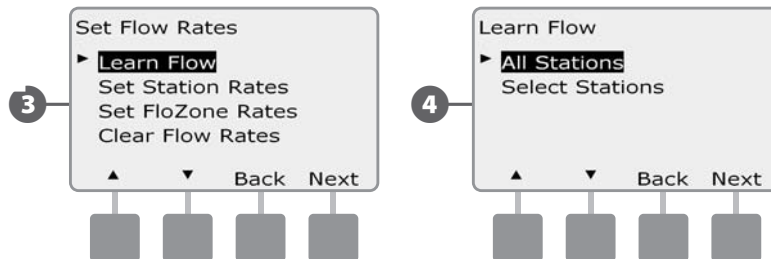 Set Flow Rates
► Learn Flow
Set Station Rates
Set FloZone Rates
Clear Flow Rates
▲ ▼ Back Next
3
Learn Flow
► All Stations
Select Stations
▲ ▼ Back Next
4